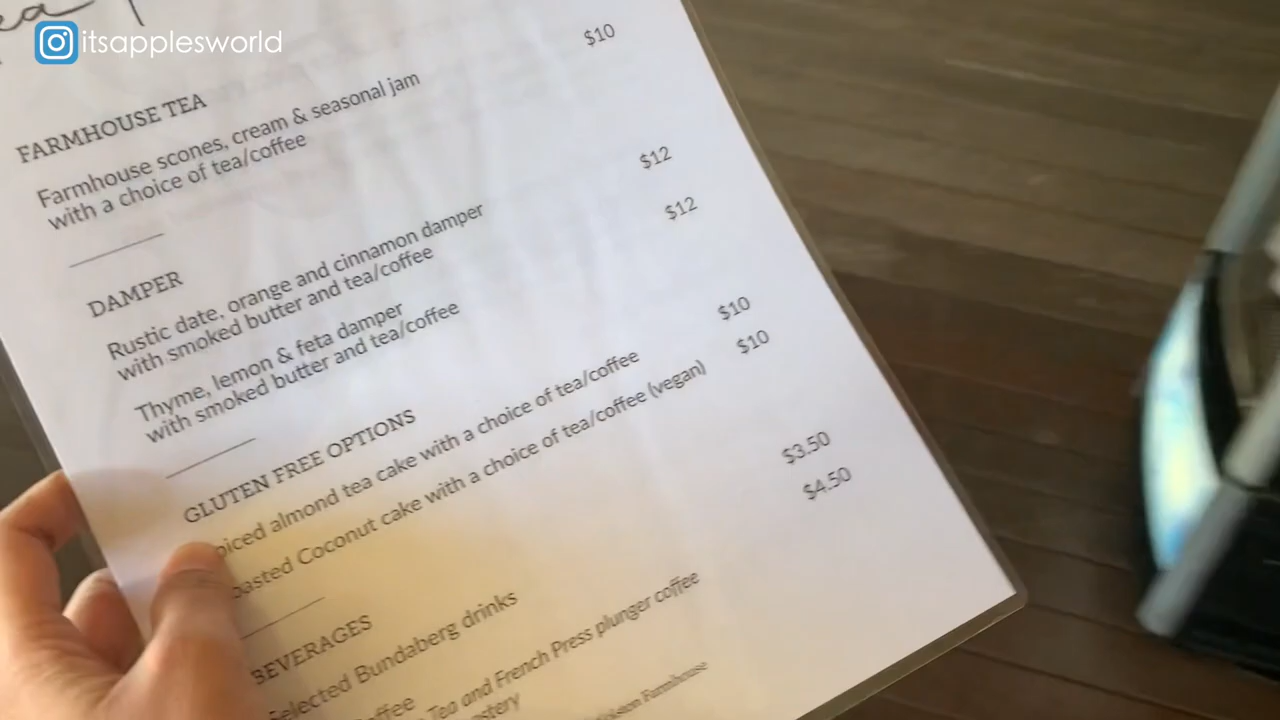 itsapplesworld
FARMHOUSE TEA
Farmhouse scones, cream & seasonal jam $10
with a choice of tea/coffee
DAMPER
Rustic date, orange and cinnamon damper $12
with smoked butter and tea/coffee
Thyme, lemon & feta damper $12
with smoked butter and tea/coffee
GLUTEN FREE OPTIONS
piced almond tea cake with a choice of tea/coffee $10
oasted Coconut cake with a choice of tea/coffee (vegan) $10
BEVERAGES
Selected Bundaberg drinks $3.50
offee $4.50
Tea and French Press plunger coffee
Farmhouse